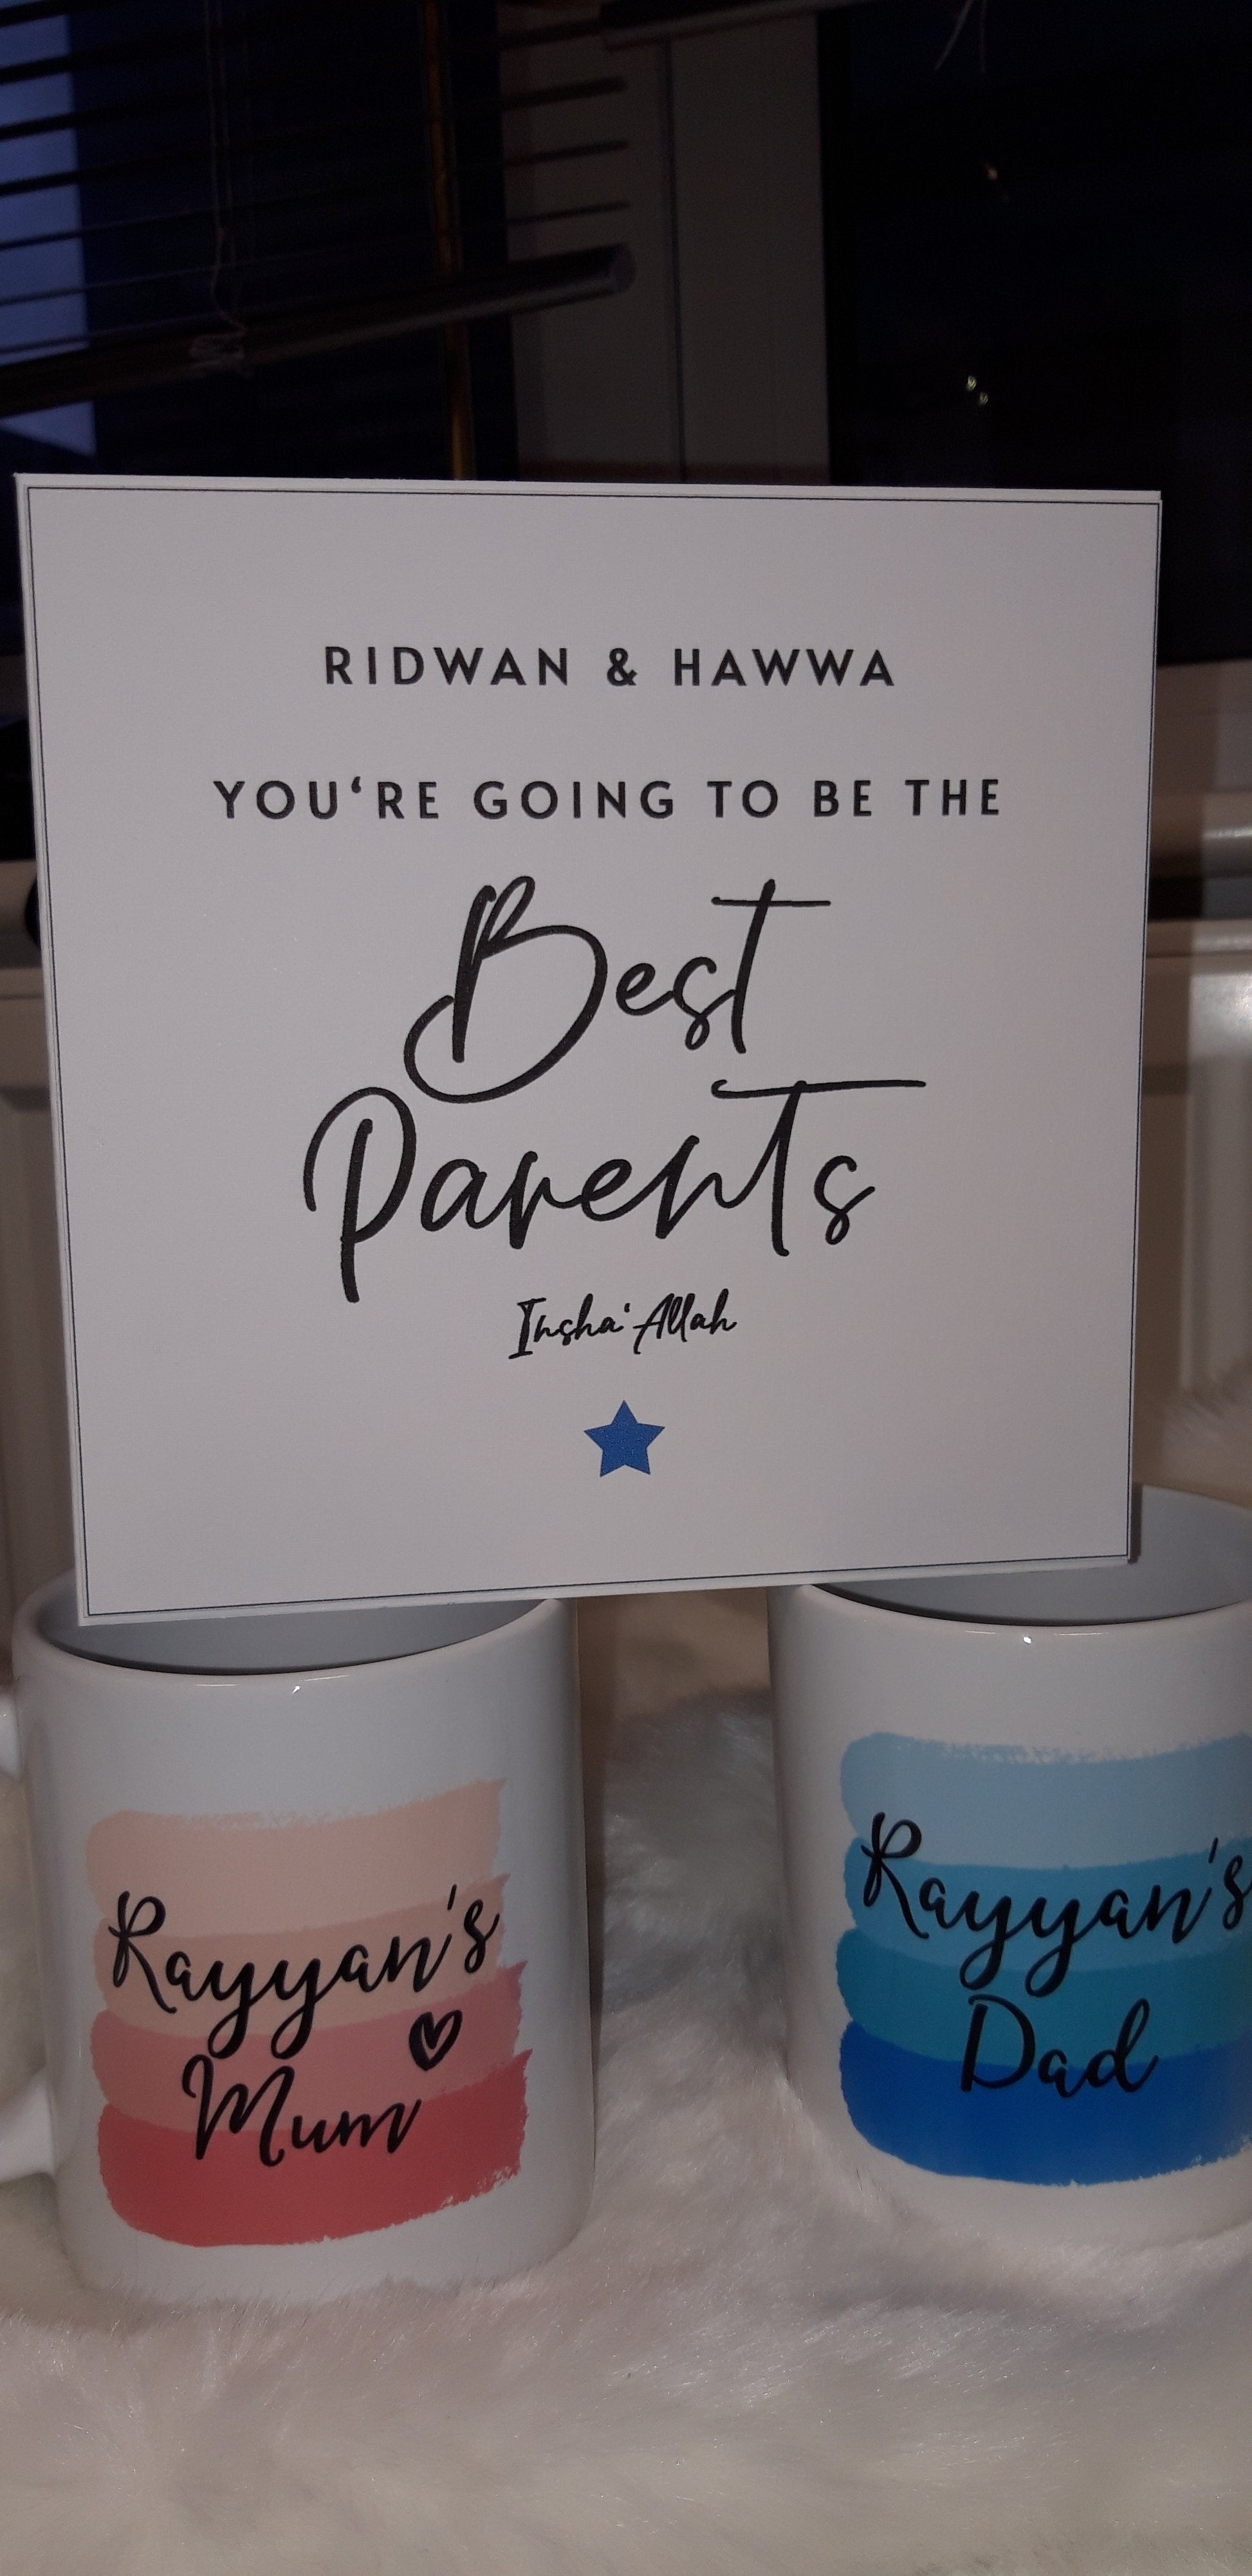 RIDWAN & HAWWA
YOU‘RE GOING TO BE THE
Best
Parents
Insha‘Allah
Rayyan's
Mum
Rayyan's
Dad